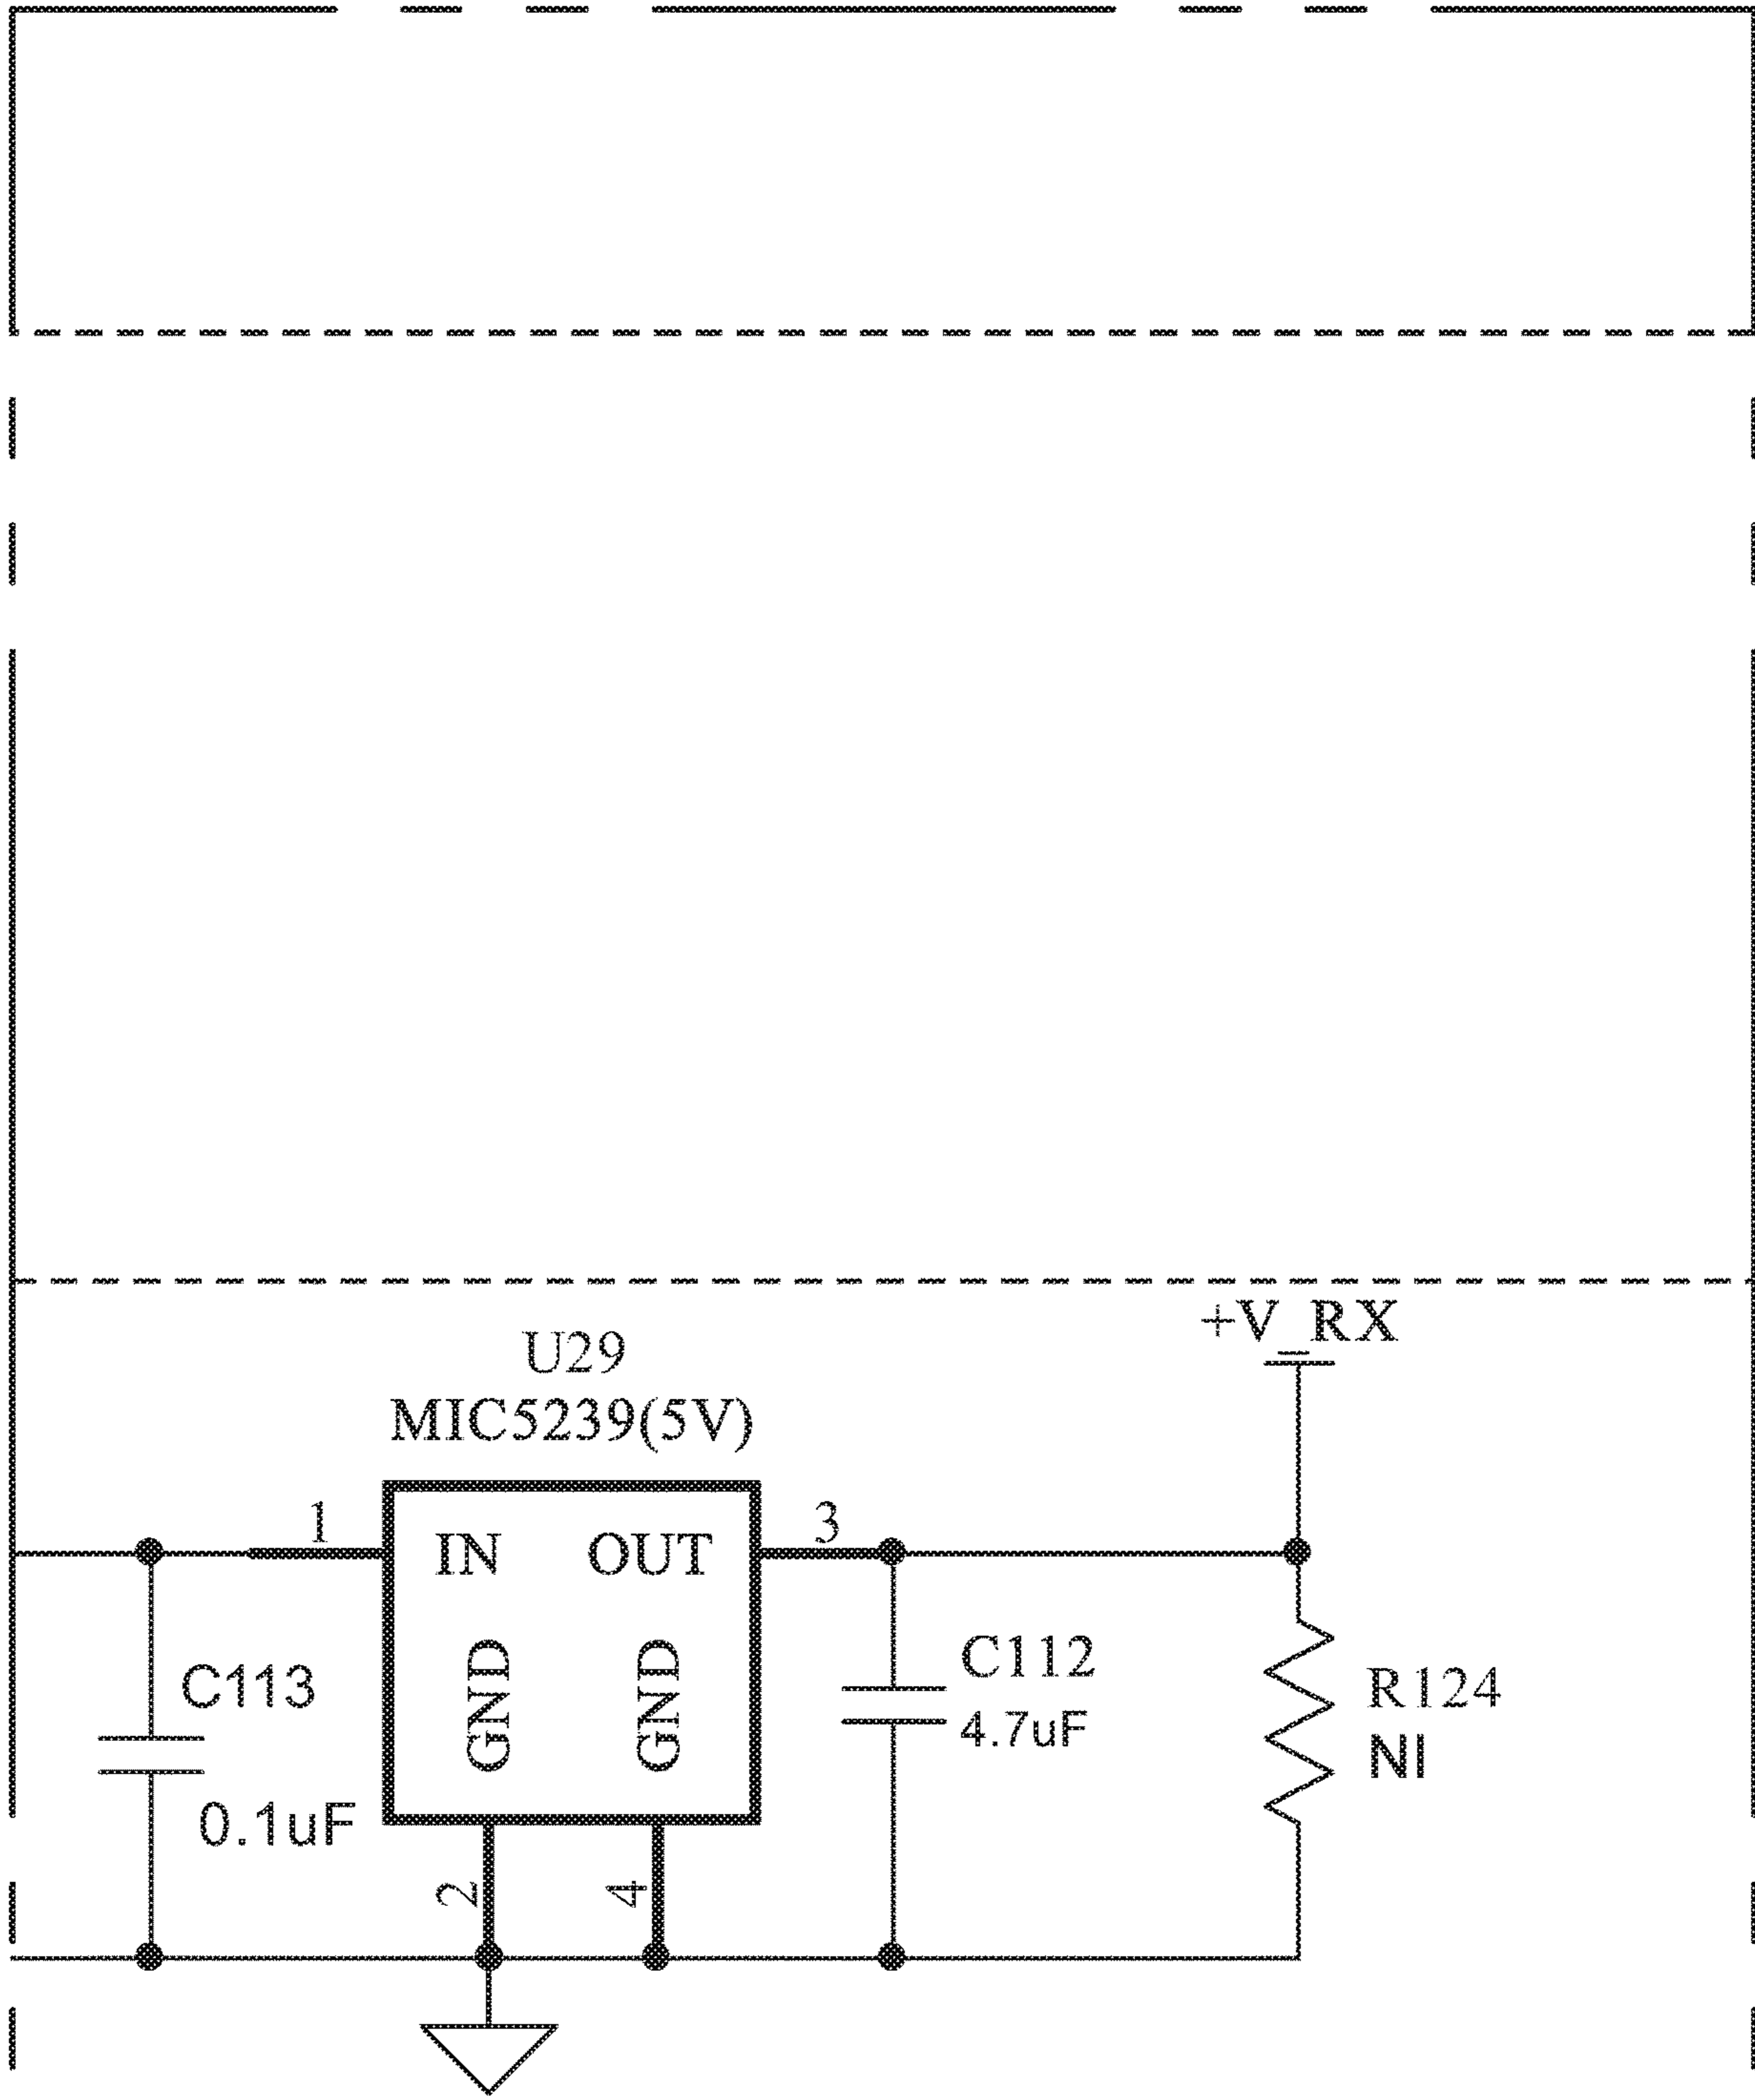 +V_RX
U29
MIC5239(5V)
1
3
IN
OUT
GND
GND
C112
4.7uF
C113
0.1uF
R124
NI
2
4